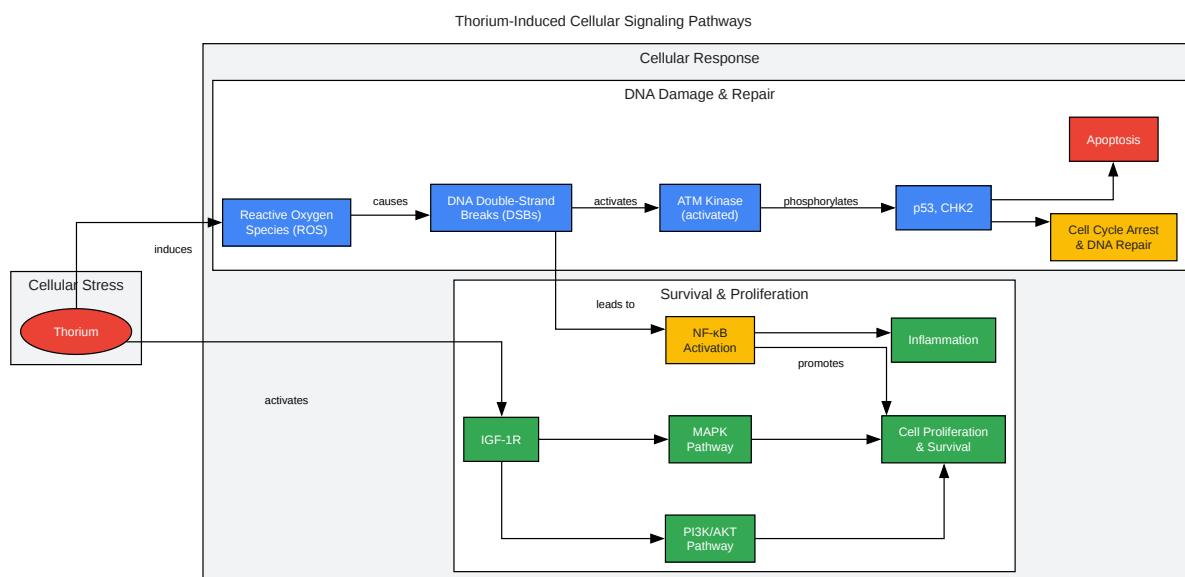 Thorium-Induced Cellular Signaling Pathways
Cellular Response
DNA Damage & Repair
Apoptosis
Reactive Oxygen
Species (ROS)
causes
DNA Double-Strand
Breaks (DSBs)
activates
ATM Kinase
(activated)
phosphorylates
p53, CHK2
Cell Cycle Arrest
& DNA Repair
induces
Cellular Stress
Thorium
Survival & Proliferation
leads to
NF-κB
Activation
Inflammation
promotes
activates
IGF-1R
MAPK
Pathway
Cell Proliferation
& Survival
PI3K/AKT
Pathway